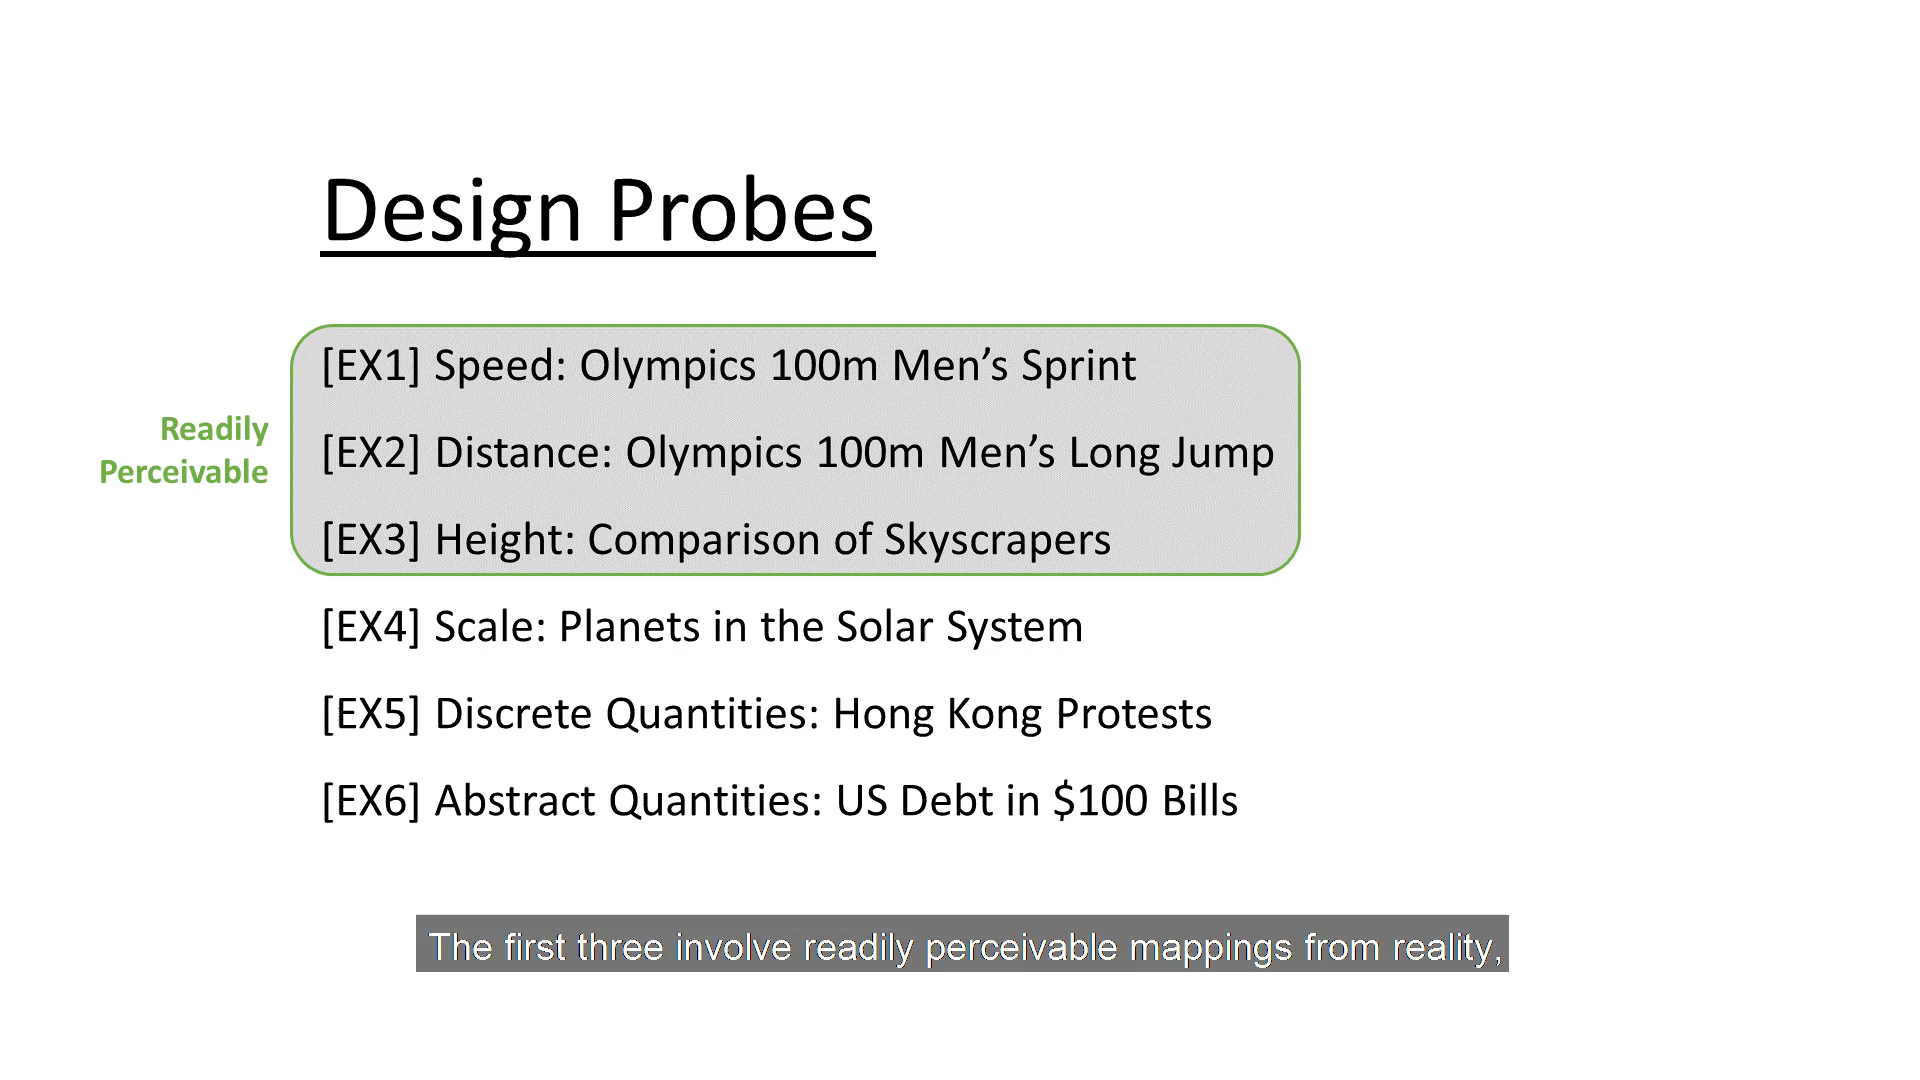 Design Probes
[EX1] Speed: Olympics 100m Men’s Sprint
Readily
Perceivable
[EX2] Distance: Olympics 100m Men’s Long Jump
[EX3] Height: Comparison of Skyscrapers
[EX4] Scale: Planets in the Solar System
[EX5] Discrete Quantities: Hong Kong Protests
[EX6] Abstract Quantities: US Debt in $100 Bills
The first three involve readily perceivable mappings from reality,